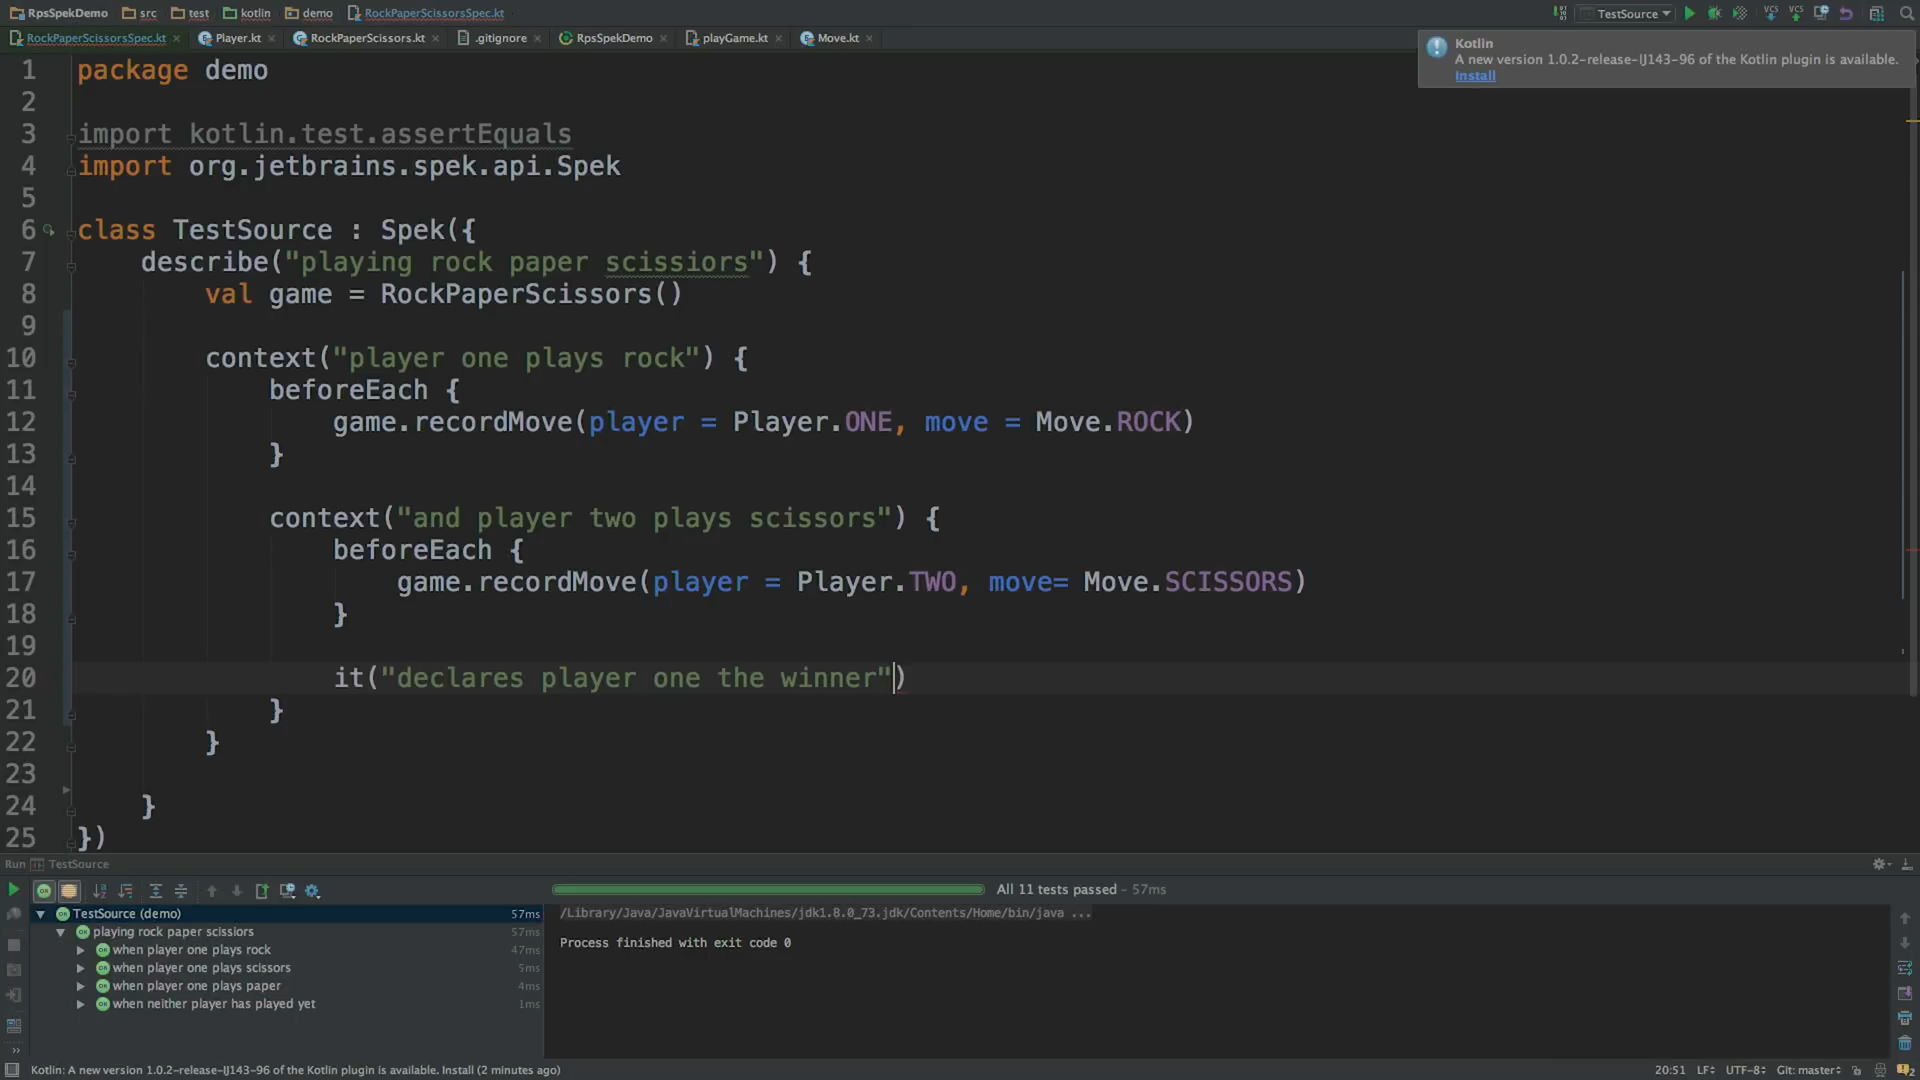 RpsSpekDemo src test kotlin demo RockPaperScissorsSpec.kt TestSource
RockPaperScissorsSpec.kt Player.kt RockPaperScissors.kt .gitignore RpsSpekDemo playGame.kt Move.kt
Kotlin
A new version 1.0.2-release-IJ143-96 of the Kotlin plugin is available.
Install
1 package demo
2
3 import kotlin.test.assertEquals
4 import org.jetbrains.spek.api.Spek
5
6 class TestSource : Spek({
7 describe("playing rock paper scissiors") {
8 val game = RockPaperScissors()
9
10 context("player one plays rock") {
11 beforeEach {
12 game.recordMove(player = Player.ONE, move = Move.ROCK)
13 }
14
15 context("and player two plays scissors") {
16 beforeEach {
17 game.recordMove(player = Player.TWO, move= Move.SCISSORS)
18 }
19
20 it("declares player one the winner")
21 }
22 }
23
24 }
25 })
Run TestSource
All 11 tests passed - 57ms
TestSource (demo) 57ms
playing rock paper scissiors 57ms
when player one plays rock 47ms
when player one plays scissors 5ms
when player one plays paper 4ms
when neither player has played yet 1ms
/Library/Java/JavaVirtualMachines/jdk1.8.0_73.jdk/Contents/Home/bin/java ...
Process finished with exit code 0
Kotlin: A new version 1.0.2-release-IJ143-96 of the Kotlin plugin is available. Install (2 minutes ago) 20:51 LF UTF-8 Git: master